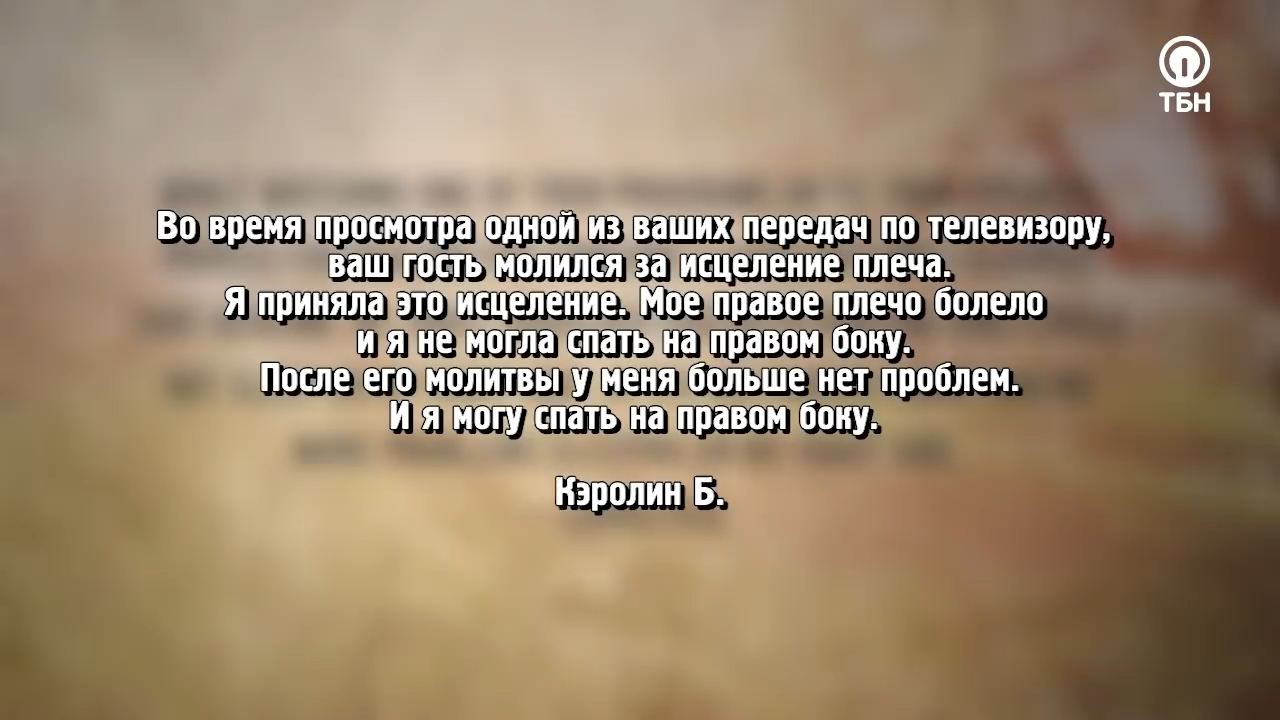 ТБН
Во время просмотра одной из ваших передач по телевизору,
ваш гость молился за исцеление плеча.
Я приняла это исцеление. Мое правое плечо болело
и я не могла спать на правом боку.
После его молитвы у меня больше нет проблем.
И я могу спать на правом боку.
Кэролин Б.